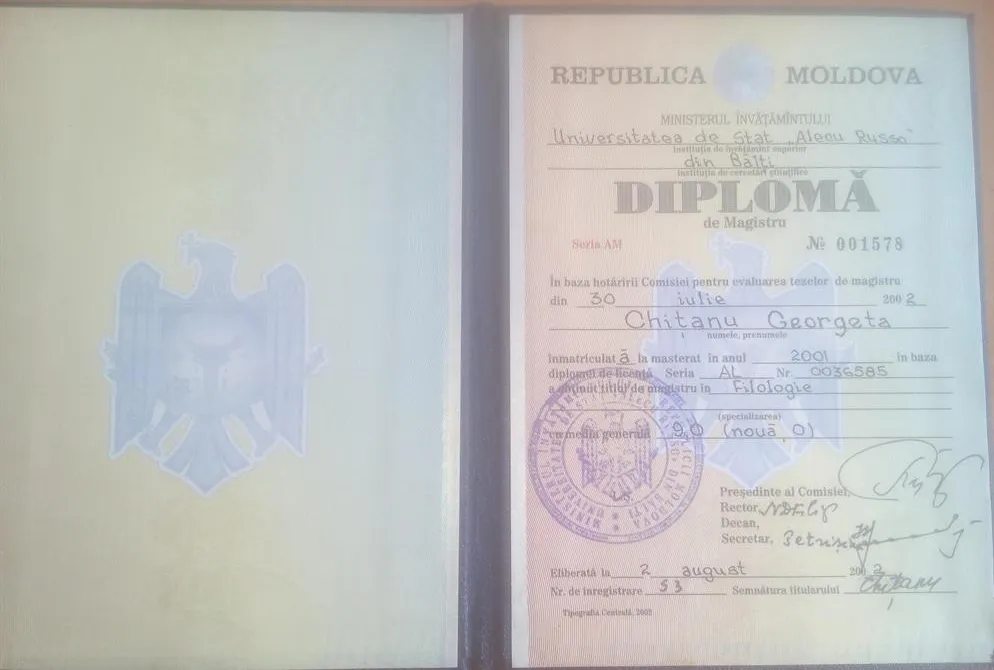 REPUBLICA MOLDOVA
MINISTERUL ÎNVĂȚĂMÎNTULUI
Universitatea de Stat „Alecu Russo”
instituția de învățămînt superior
din Bălți
instituția de cercetări științifice
DIPLOMĂ
de Magistru
Seria AM № 001578
În baza hotărîrii Comisiei pentru evaluarea tezelor de magistru
din 30 iulie 2002
Chitanu Georgeta
numele, prenumele
înmatriculat ă la masterat în anul 2001 în baza
diplomei de licență Seria AL Nr. 0036585
a obținut titlul de magistru în Filologie
(specializarea)
cu media generală 9,0 (nouă, 0)
L.S.
Președinte al Comisiei,
Rector,
Decan,
Secretar,
Eliberată la 2 august 2002
Nr. de înregistrare 53 Semnătura titularului Chitanu
Tipografia Centrală, 2002